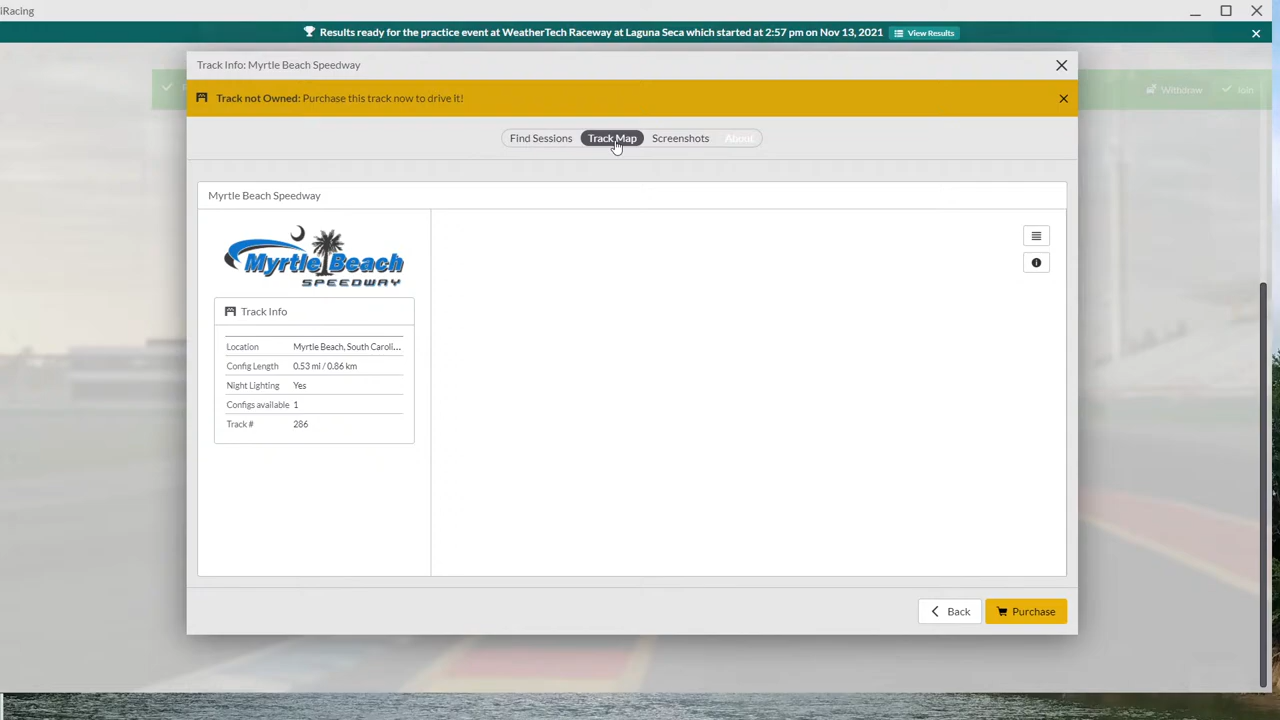 iRacing
Results ready for the practice event at WeatherTech Raceway at Laguna Seca which started at 2:57 pm on Nov 13, 2021 View Results
Track Info: Myrtle Beach Speedway
Track not Owned: Purchase this track now to drive it!
Withdraw Join
Find Sessions Track Map Screenshots About
Myrtle Beach Speedway
Myrtle Beach
SPEEDWAY
Track Info
Location Myrtle Beach, South Caroli...
Config Length 0.53 mi / 0.86 km
Night Lighting Yes
Configs available 1
Track # 286
Back Purchase